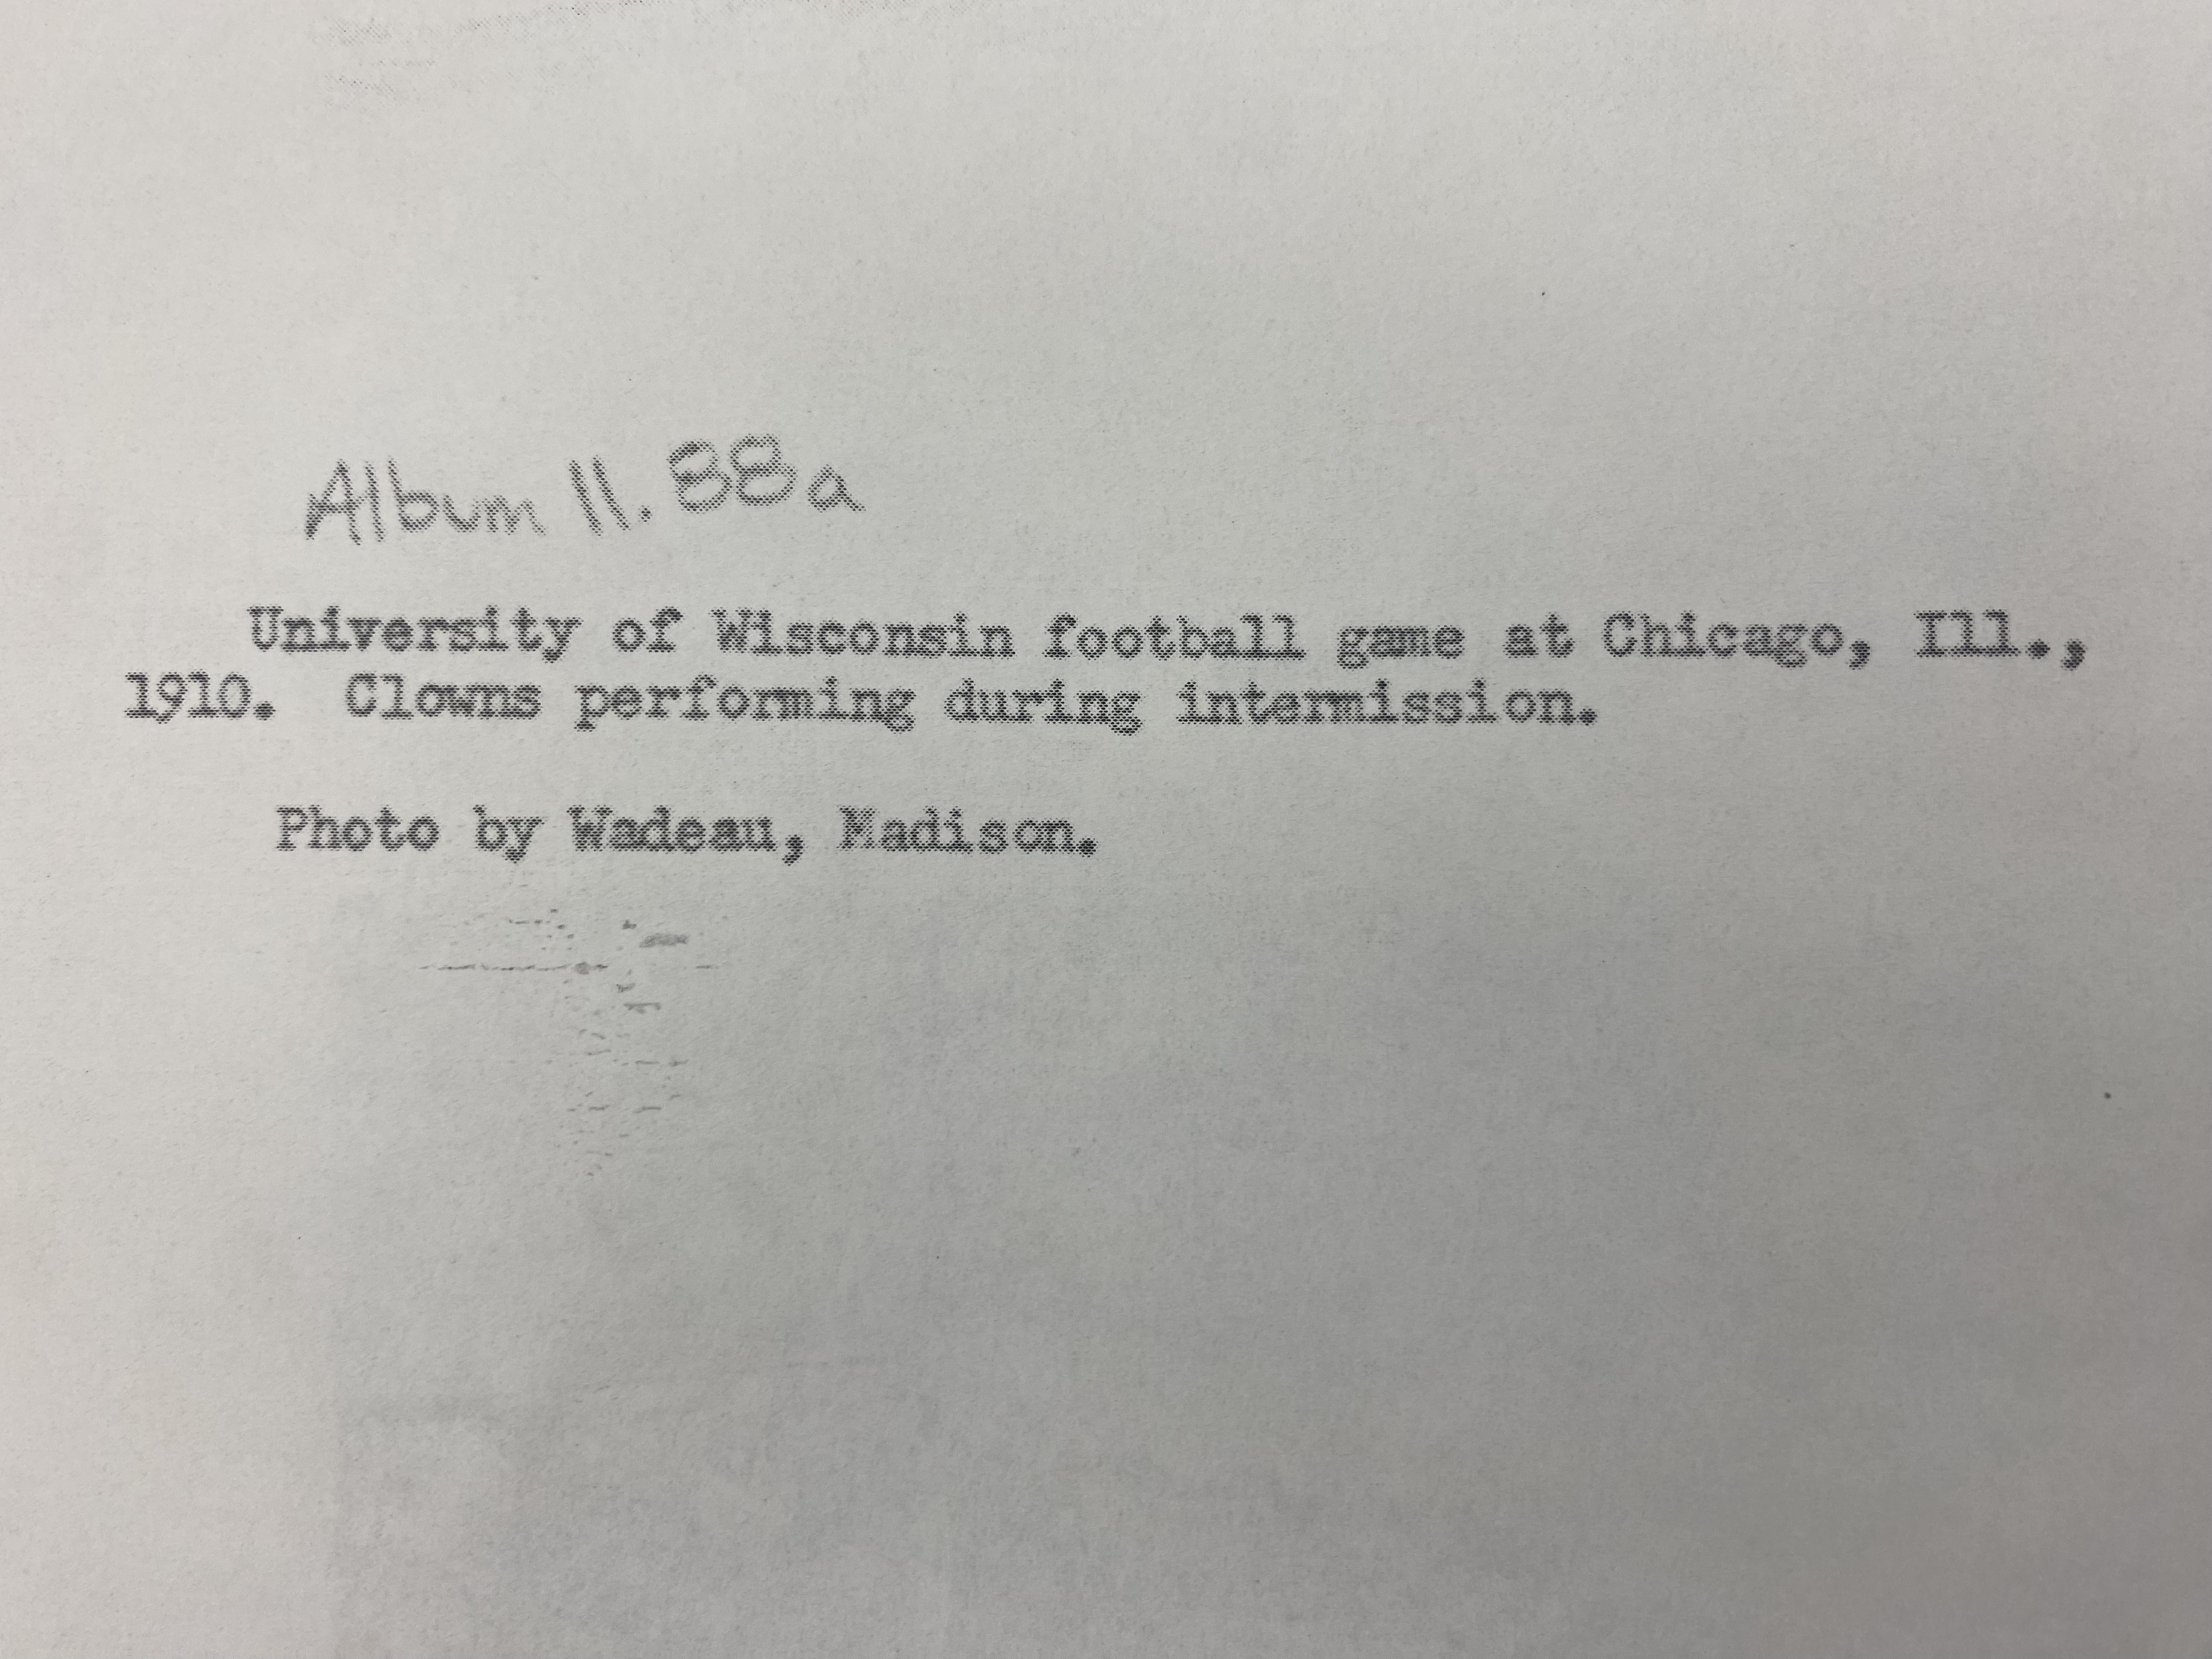 Album 11.88a
University of Wisconsin football game at Chicago, Ill.,
1910. Clowns performing during intermission.
Photo by Wadeau, Madison.